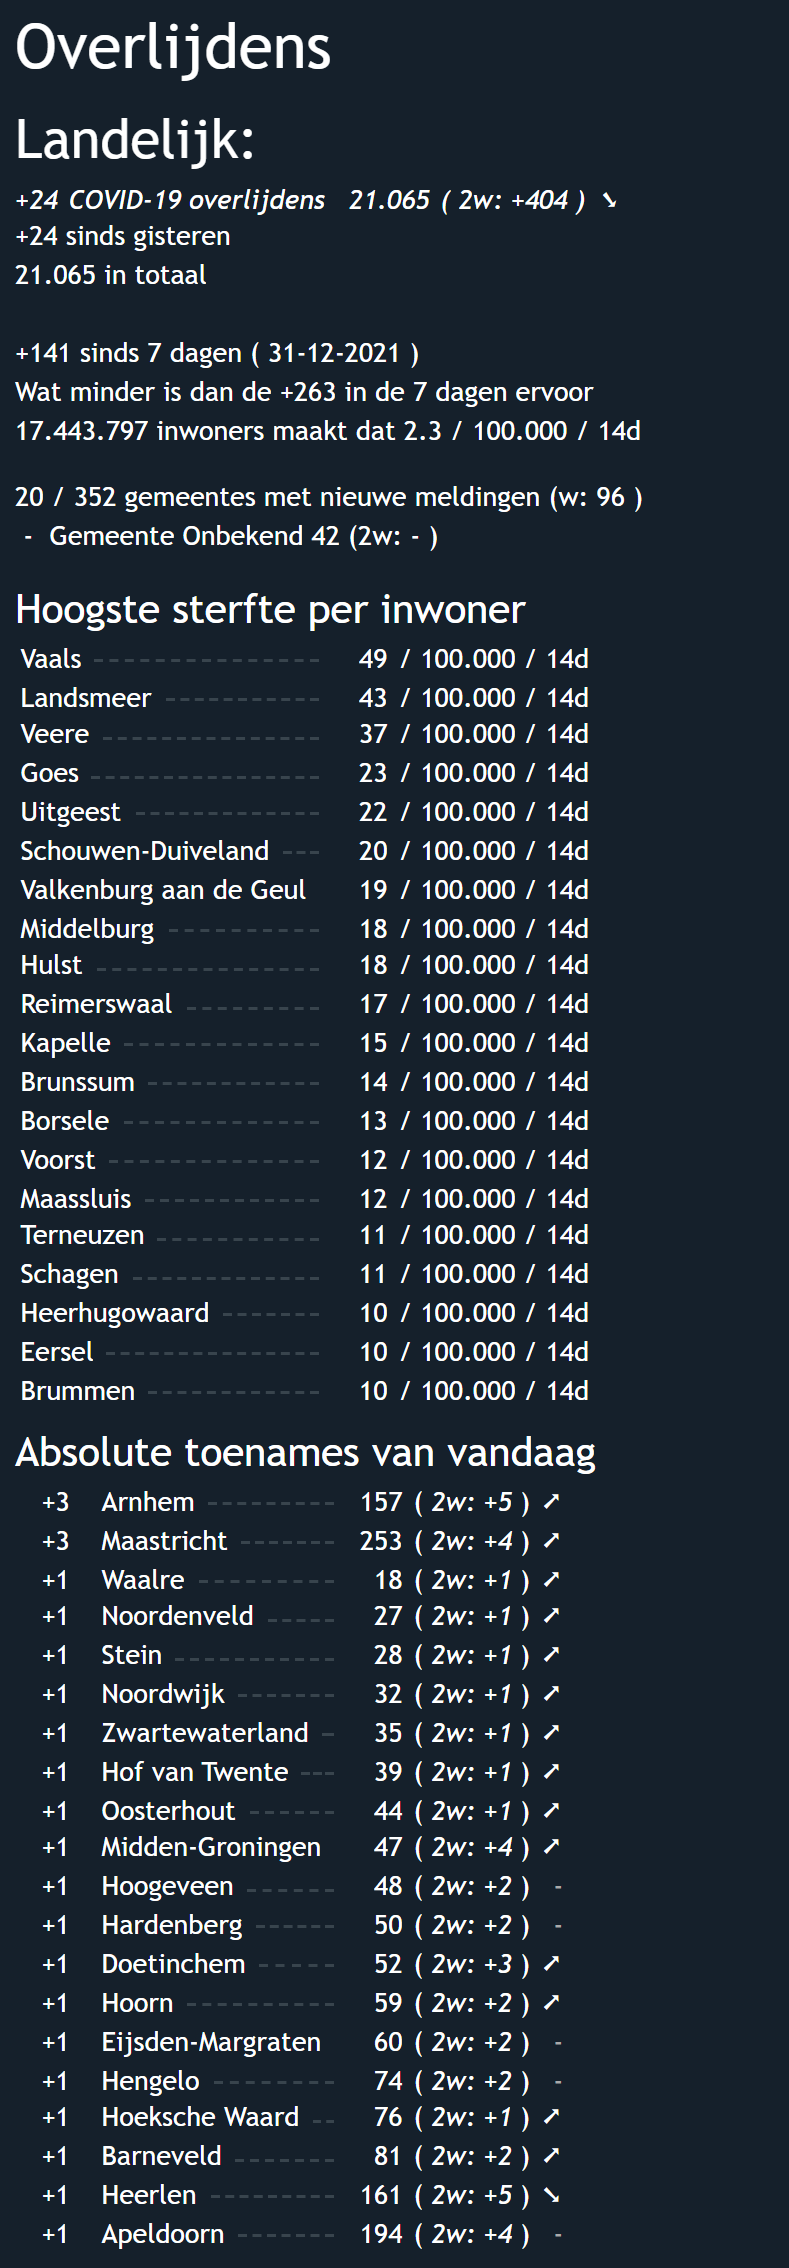 Overlijdens
Landelijk:
+24 COVID-19 overlijdens 21.065 ( 2w: +404 ) ➘
+24 sinds gisteren
21.065 in totaal
+141 sinds 7 dagen ( 31-12-2021 )
Wat minder is dan de +263 in de 7 dagen ervoor
17.443.797 inwoners maakt dat 2.3 / 100.000 / 14d
20 / 352 gemeentes met nieuwe meldingen (w: 96 )
- Gemeente Onbekend 42 (2w: - )
Hoogste sterfte per inwoner
Vaals 49 / 100.000 / 14d
Landsmeer 43 / 100.000 / 14d
Veere 37 / 100.000 / 14d
Goes 23 / 100.000 / 14d
Uitgeest 22 / 100.000 / 14d
Schouwen-Duiveland 20 / 100.000 / 14d
Valkenburg aan de Geul 19 / 100.000 / 14d
Middelburg 18 / 100.000 / 14d
Hulst 18 / 100.000 / 14d
Reimerswaal 17 / 100.000 / 14d
Kapelle 15 / 100.000 / 14d
Brunssum 14 / 100.000 / 14d
Borsele 13 / 100.000 / 14d
Voorst 12 / 100.000 / 14d
Maassluis 12 / 100.000 / 14d
Terneuzen 11 / 100.000 / 14d
Schagen 11 / 100.000 / 14d
Heerhugowaard 10 / 100.000 / 14d
Eersel 10 / 100.000 / 14d
Brummen 10 / 100.000 / 14d
Absolute toenames van vandaag
+3 Arnhem 157 ( 2w: +5 ) ➚
+3 Maastricht 253 ( 2w: +4 ) ➚
+1 Waalre 18 ( 2w: +1 ) ➚
+1 Noordenveld 27 ( 2w: +1 ) ➚
+1 Stein 28 ( 2w: +1 ) ➚
+1 Noordwijk 32 ( 2w: +1 ) ➚
+1 Zwartewaterland 35 ( 2w: +1 ) ➚
+1 Hof van Twente 39 ( 2w: +1 ) ➚
+1 Oosterhout 44 ( 2w: +1 ) ➚
+1 Midden-Groningen 47 ( 2w: +4 ) ➚
+1 Hoogeveen 48 ( 2w: +2 ) -
+1 Hardenberg 50 ( 2w: +2 ) -
+1 Doetinchem 52 ( 2w: +3 ) ➚
+1 Hoorn 59 ( 2w: +2 ) ➚
+1 Eijsden-Margraten 60 ( 2w: +2 ) -
+1 Hengelo 74 ( 2w: +2 ) -
+1 Hoeksche Waard 76 ( 2w: +1 ) ➚
+1 Barneveld 81 ( 2w: +2 ) ➚
+1 Heerlen 161 ( 2w: +5 ) ➘
+1 Apeldoorn 194 ( 2w: +4 ) -